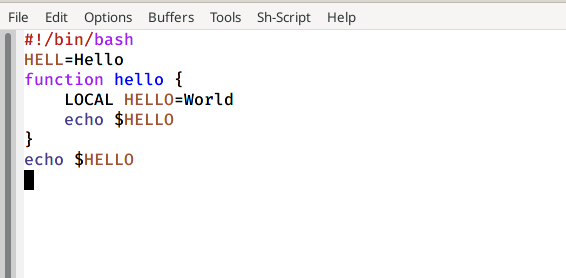 File Edit Options Buffers Tools Sh-Script Help
#!/bin/bash
HELL=Hello
function hello {
    LOCAL HELLO=World
    echo $HELLO
}
echo $HELLO